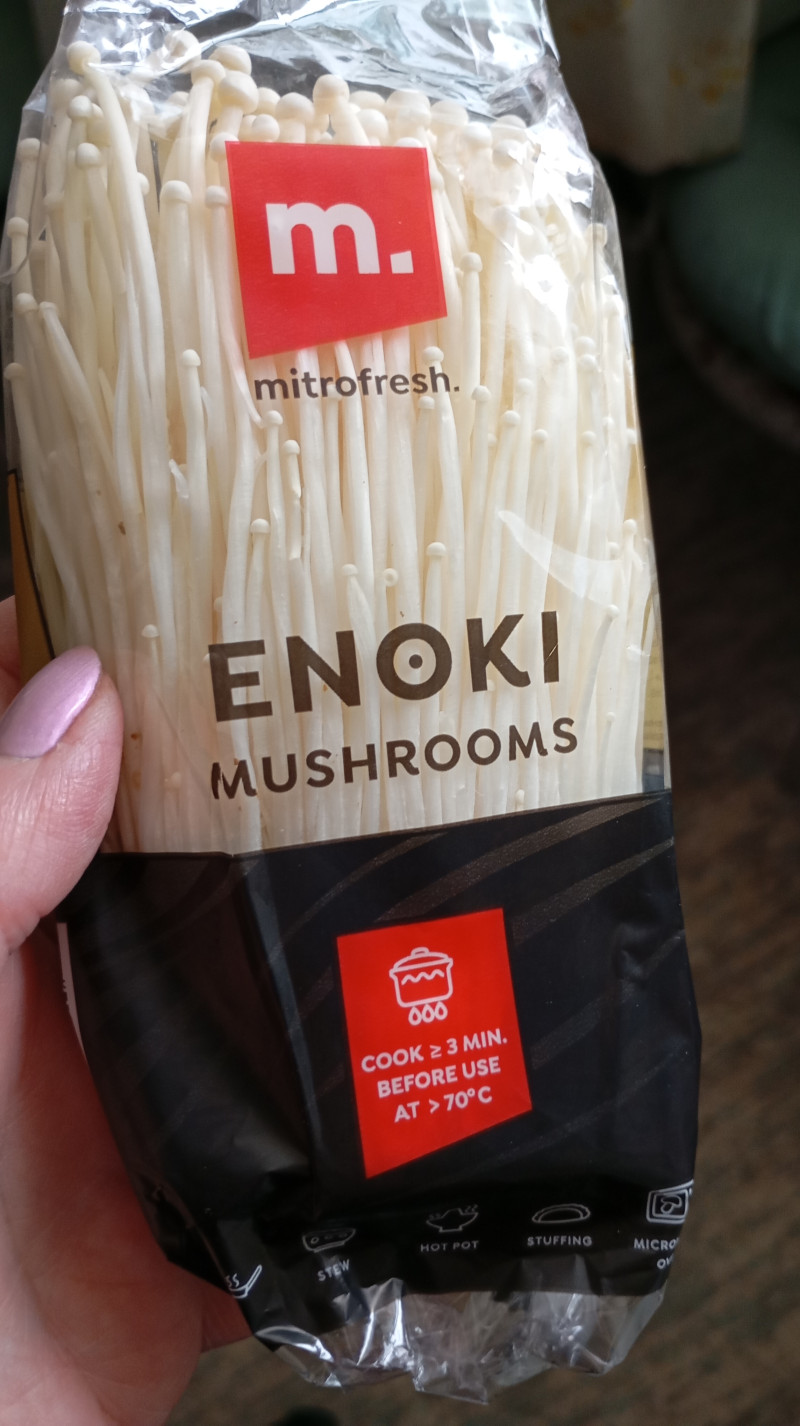 m.
mitrofresh.
ENOKI
MUSHROOMS
COOK ≥ 3 MIN.
BEFORE USE
AT > 70°C
STEW
HOT POT
STUFFING